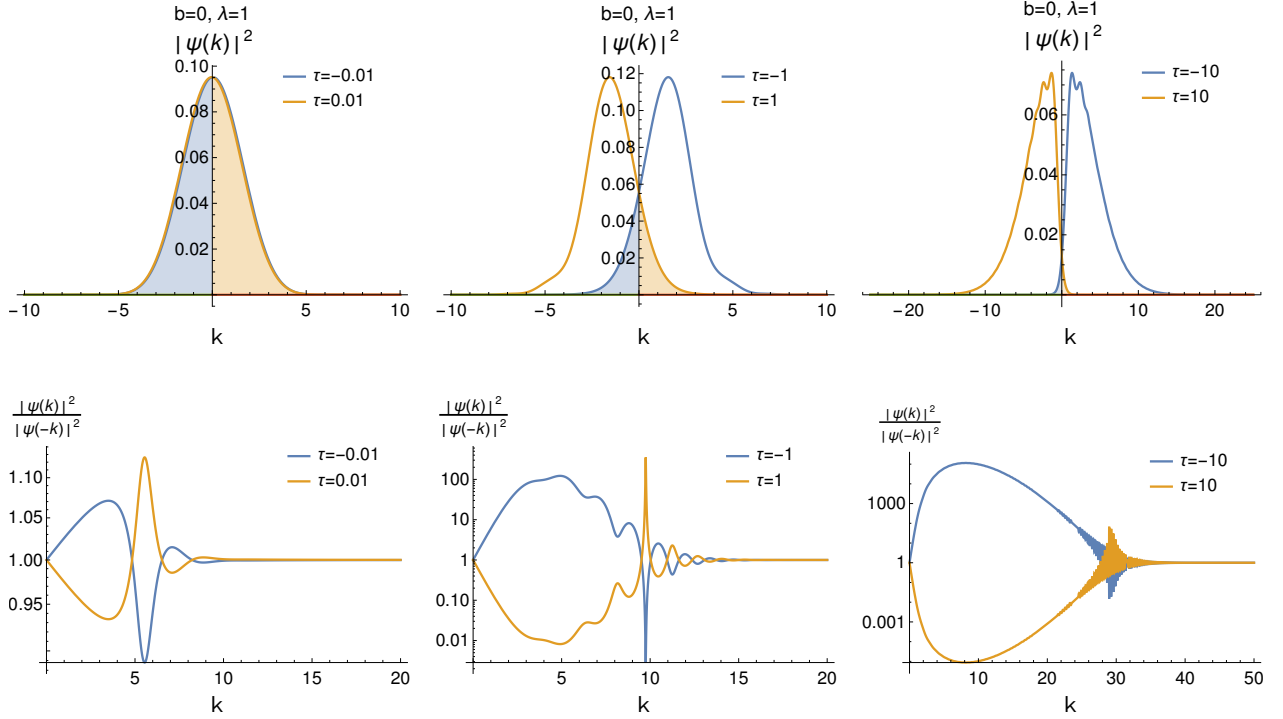 b=0, λ=1
|ψ(k)|²
0.10
0.08
0.06
0.04
0.02
−10
−5
0
5
10
k
τ=−0.01
τ=0.01
b=0, λ=1
|ψ(k)|²
0.12
0.10
0.08
0.06
0.04
0.02
−10
−5
0
5
10
k
τ=−1
τ=1
b=0, λ=1
|ψ(k)|²
0.06
0.04
0.02
−20
−10
0
10
20
k
τ=−10
τ=10
|ψ(k)|²
|ψ(−k)|²
1.10
1.05
1.00
0.95
5
10
15
20
k
τ=−0.01
τ=0.01
|ψ(k)|²
|ψ(−k)|²
100
10
1
0.10
0.01
5
10
15
20
k
τ=−1
τ=1
|ψ(k)|²
|ψ(−k)|²
1000
1
0.001
10
20
30
40
50
k
τ=−10
τ=10